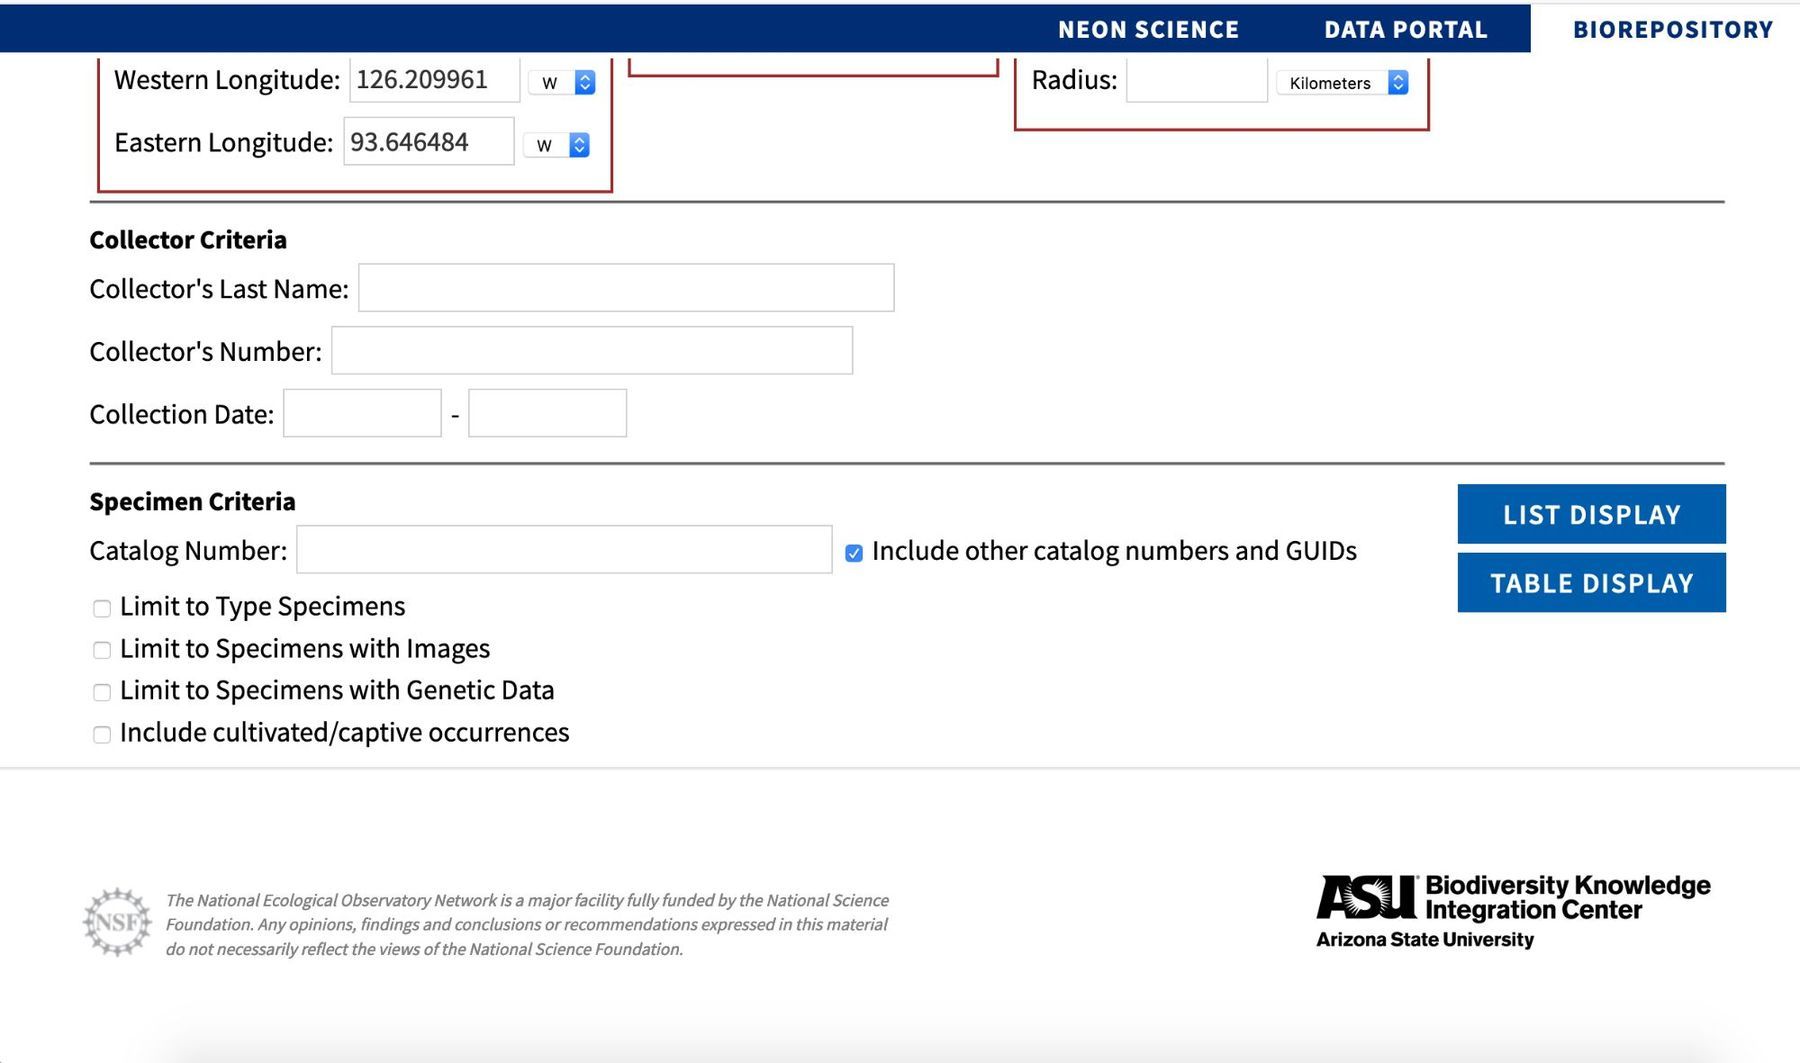 NEON SCIENCE DATA PORTAL BIOREPOSITORY
Western Longitude: 126.209961 W
Radius: Kilometers
Eastern Longitude: 93.646484 W
Collector Criteria
Collector's Last Name:
Collector's Number:
Collection Date: -
Specimen Criteria
Catalog Number: Include other catalog numbers and GUIDs
LIST DISPLAY
TABLE DISPLAY
Limit to Type Specimens
Limit to Specimens with Images
Limit to Specimens with Genetic Data
Include cultivated/captive occurrences
NSF
The National Ecological Observatory Network is a major facility fully funded by the National Science
Foundation. Any opinions, findings and conclusions or recommendations expressed in this material
do not necessarily reflect the views of the National Science Foundation.
ASU Biodiversity Knowledge
Integration Center
Arizona State University